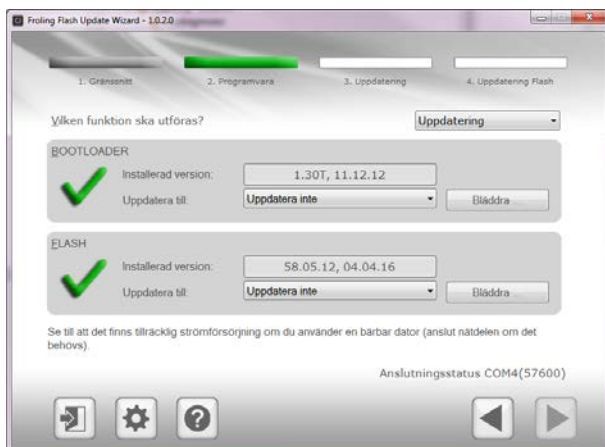 Froling Flash Update Wizard - 1.0.2.0
1. Gränssnitt 2. Programvara 3. Uppdatering 4. Uppdatering Flash
Vilken funktion ska utföras? Uppdatering
BOOTLOADER
Installerad version: 1.30T, 11.12.12
Uppdatera till: Uppdatera inte Bläddra ...
FLASH
Installerad version: 58.05.12, 04.04.16
Uppdatera till: Uppdatera inte Bläddra ...
Se till att det finns tillräcklig strömförsörjning om du använder en bärbar dator (anslut nätdelen om det
behövs).
Anslutningsstatus COM4(57600)
?